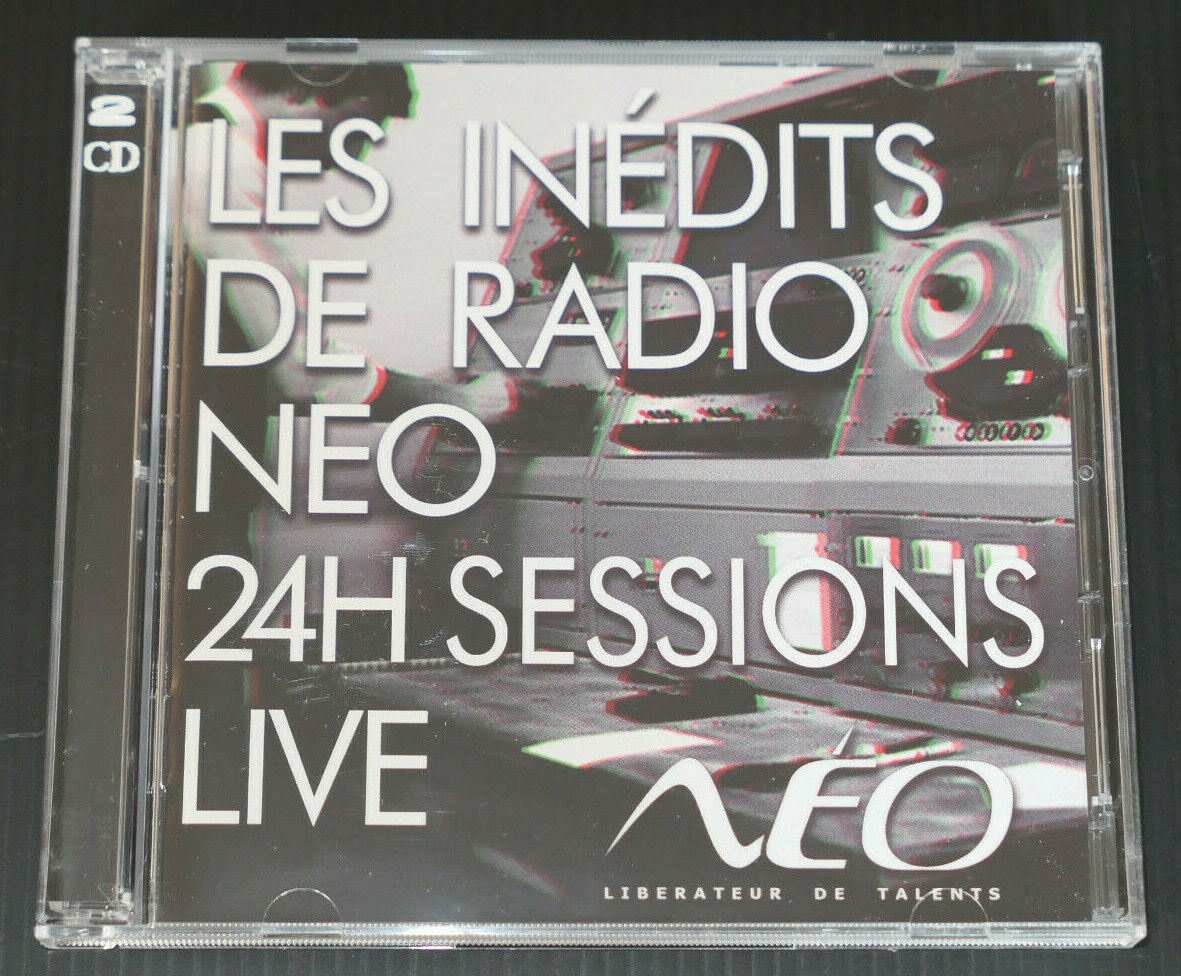 2
CD
LES INÉDITS
DE RADIO
NEO
24H SESSIONS
LIVE
NÉO
LIBERATEUR DE TALENTS